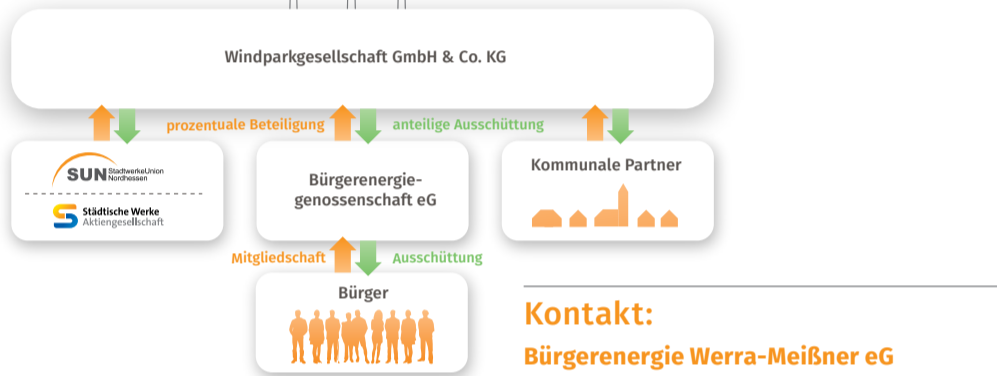 Windparkgesellschaft GmbH & Co. KG
prozentuale Beteiligung
anteilige Ausschüttung
SUN StadtwerkeUnion
Nordhessen
Städtische Werke
Aktiengesellschaft
Bürgerenergie-
genossenschaft eG
Kommunale Partner
Mitgliedschaft
Ausschüttung
Bürger
Kontakt:
Bürgerenergie Werra-Meißner eG